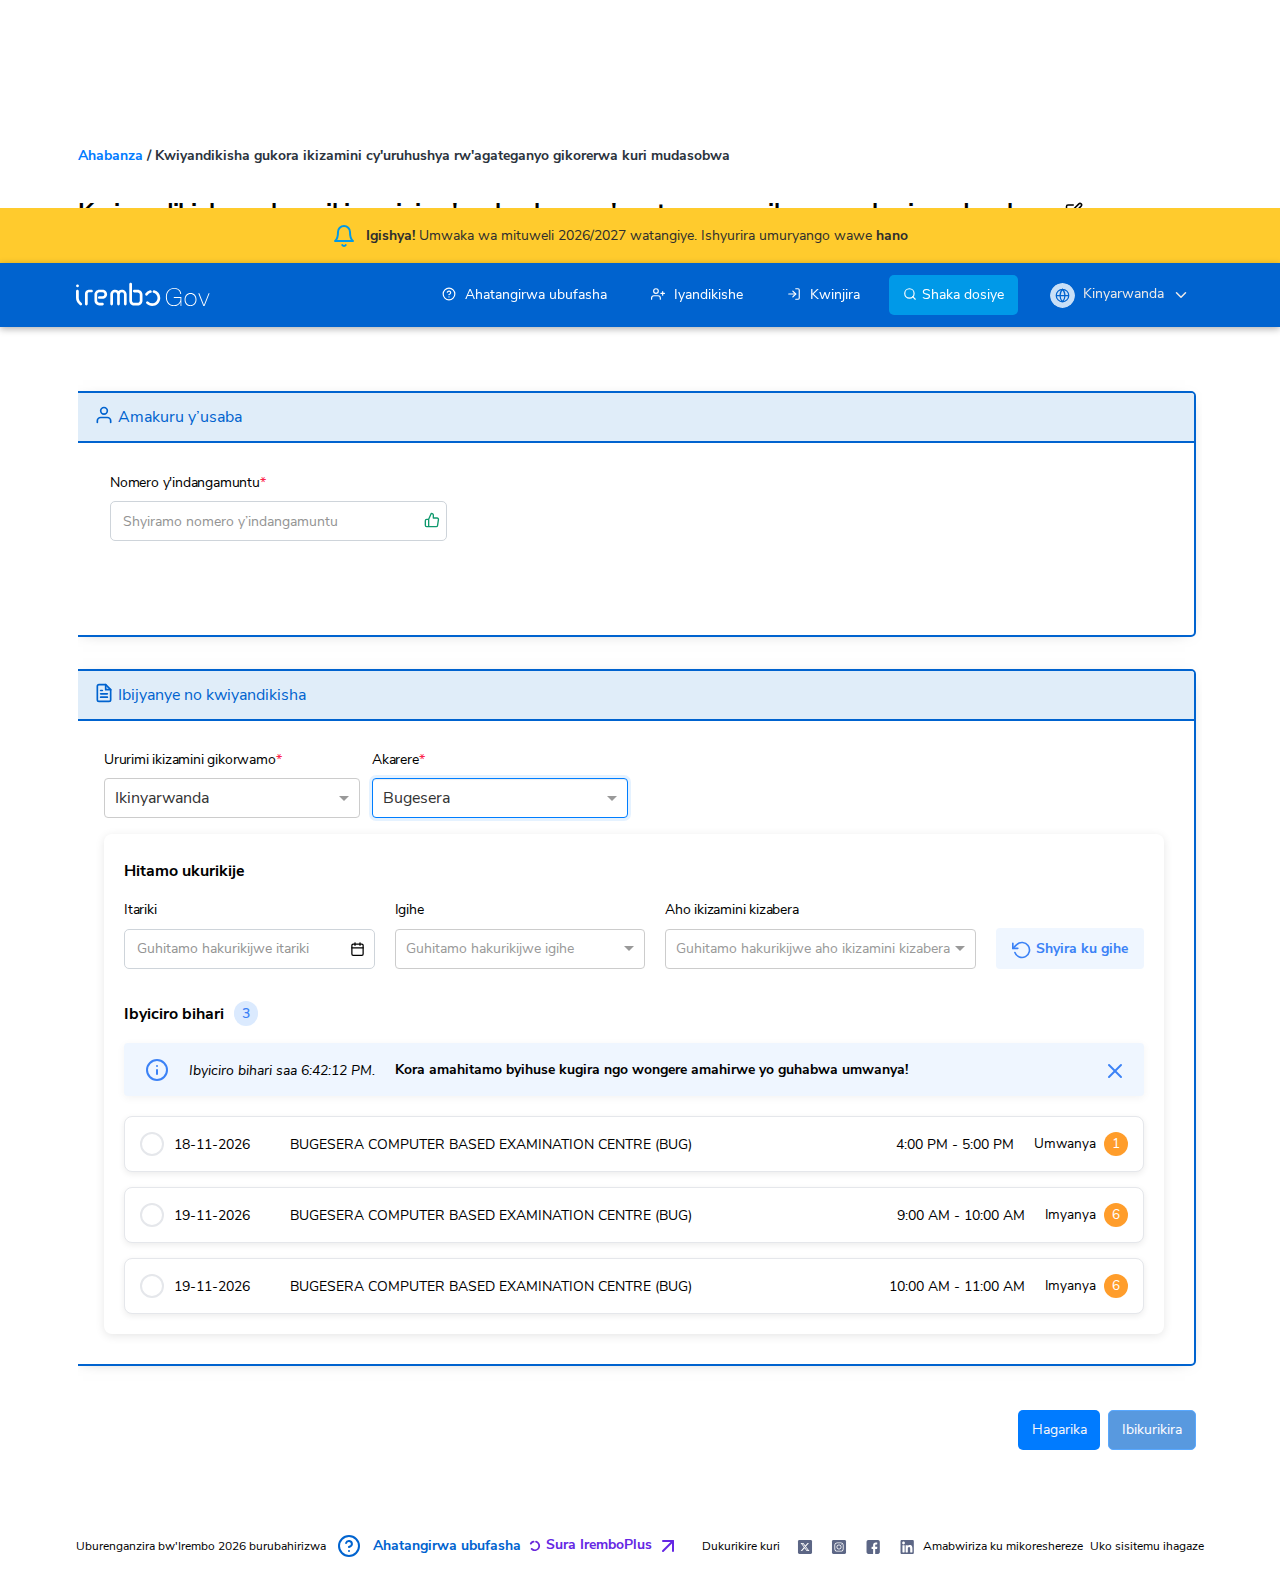 Ahabanza / Kwiyandikisha gukora ikizamini cy'uruhushya rw'agateganyo gikorerwa kuri mudasobwa
Igishya! Umwaka wa mituweli 2026/2027 watangiye. Ishyurira umuryango wawe hano
irembo Gov
Ahatangirwa ubufasha
Iyandikishe
Kwinjira
Shaka dosiye
Kinyarwanda
Amakuru y'usaba
Nomero y'indangamuntu*
Shyiramo nomero y'indangamuntu
Ibijyanye no kwiyandikisha
Ururimi ikizamini gikorwamo* Akarere*
Ikinyarwanda Bugesera
Hitamo ukurikije
Itariki Igihe Aho ikizamini kizabera
Guhitamo hakurikijwe itariki Guhitamo hakurikijwe igihe Guhitamo hakurikijwe aho ikizamini kizabera Shyira ku gihe
Ibyiciro bihari 3
Ibyiciro bihari saa 6:42:12 PM. Kora amahitamo byihuse kugira ngo wongere amahirwe yo guhabwa umwanya!
18-11-2026 BUGESERA COMPUTER BASED EXAMINATION CENTRE (BUG) 4:00 PM - 5:00 PM Umwanya 1
19-11-2026 BUGESERA COMPUTER BASED EXAMINATION CENTRE (BUG) 9:00 AM - 10:00 AM Imyanya 6
19-11-2026 BUGESERA COMPUTER BASED EXAMINATION CENTRE (BUG) 10:00 AM - 11:00 AM Imyanya 6
Hagarika Ibikurikira
Uburenganzira bw'Irembo 2026 burubahirizwa Ahatangirwa ubufasha Sura IremboPlus Dukurikire kuri Amabwiriza ku mikoreshereze Uko sisitemu ihagaze